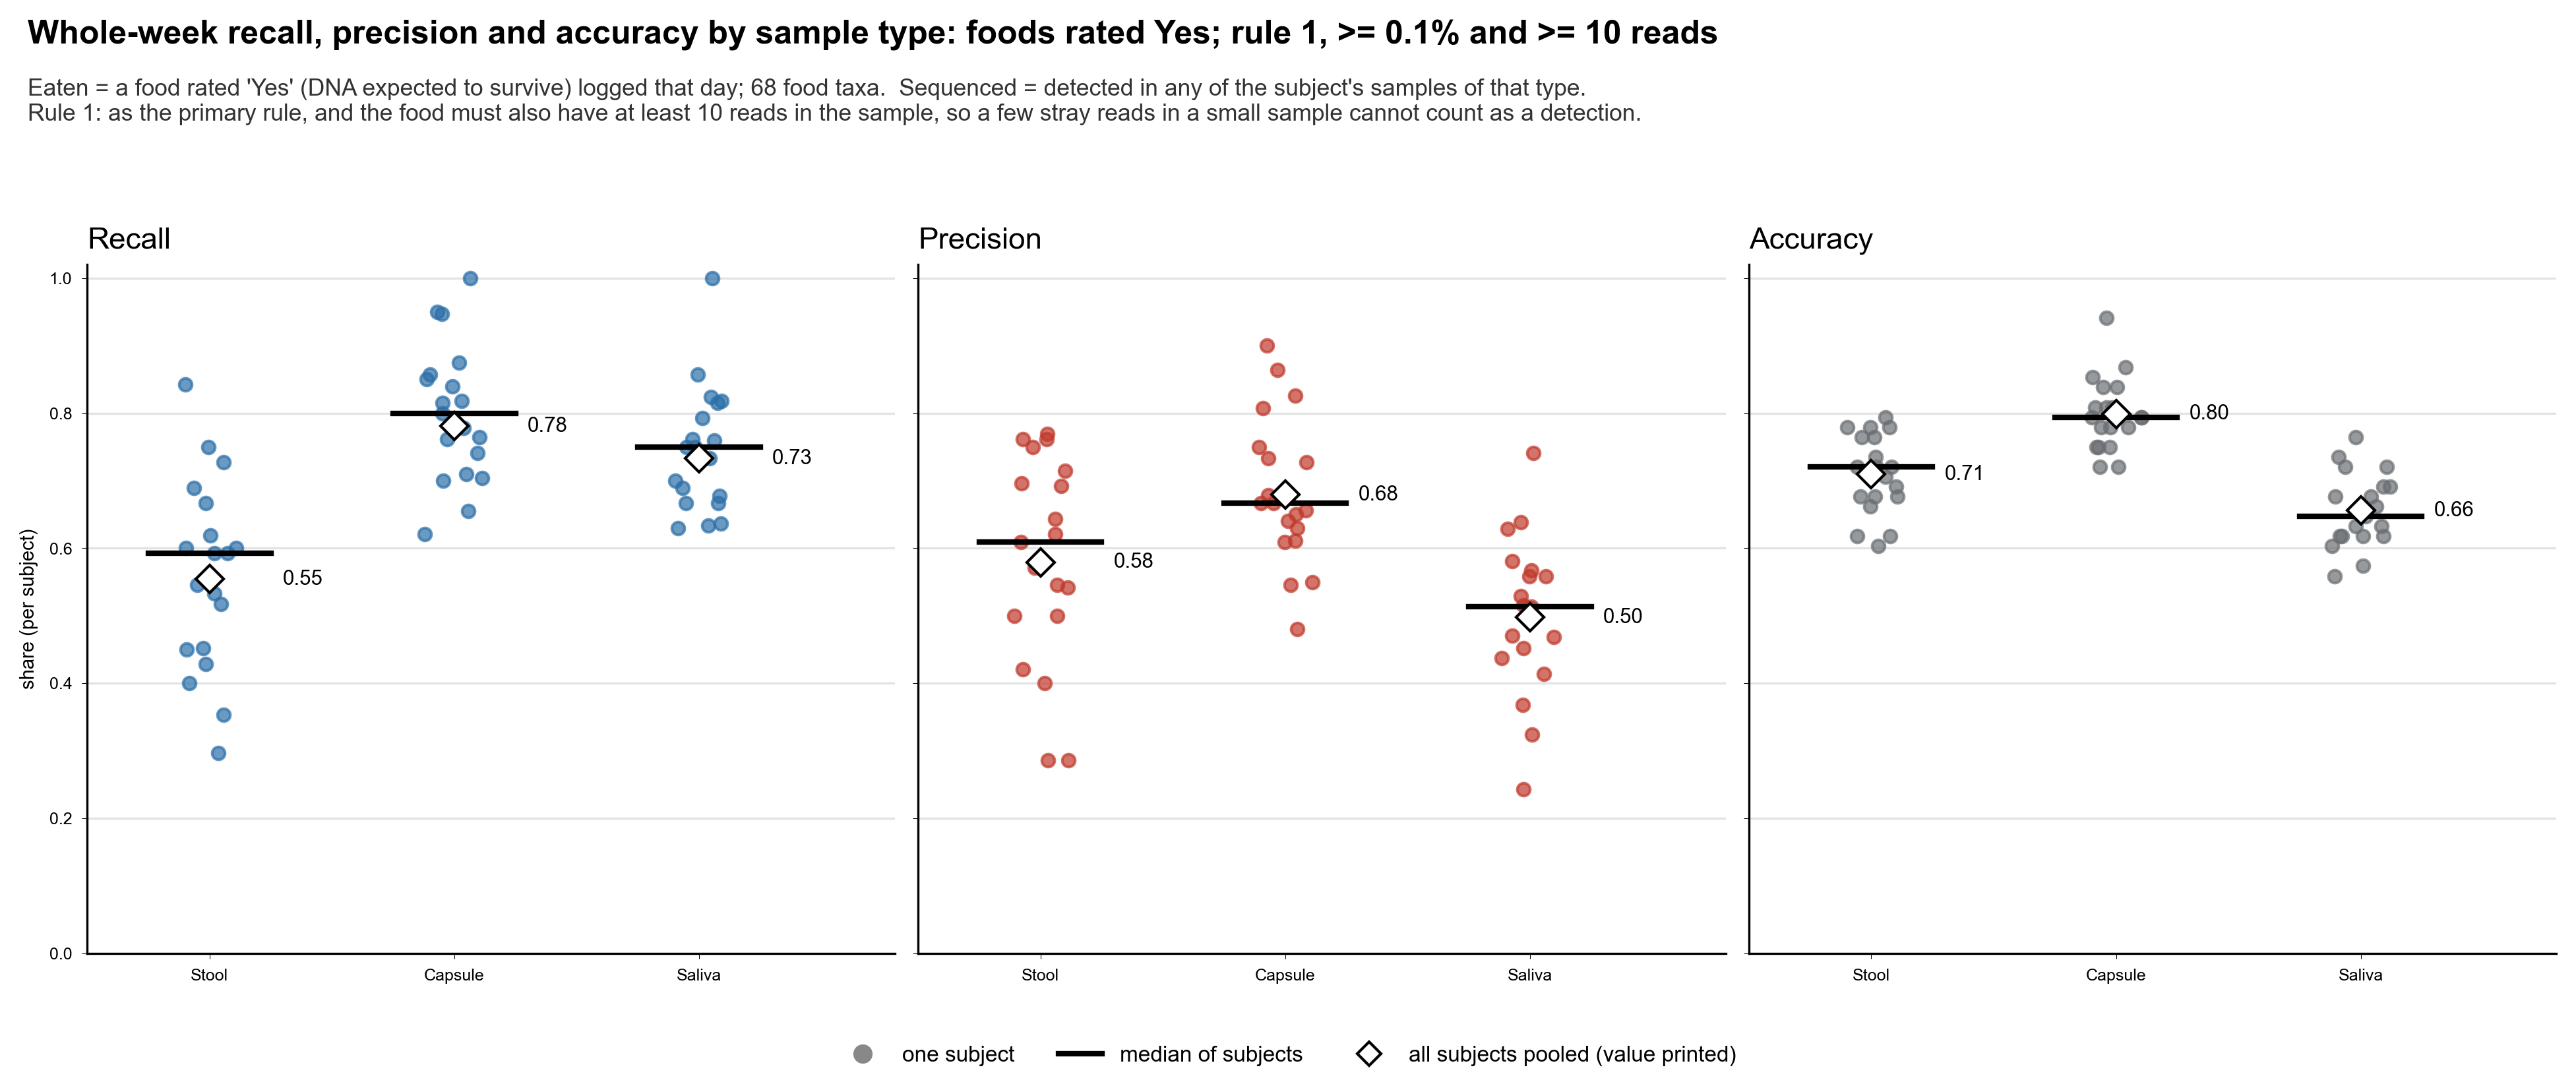 Whole-week recall, precision and accuracy by sample type: foods rated Yes; rule 1, >= 0.1% and >= 10 reads
Eaten = a food rated 'Yes' (DNA expected to survive) logged that day; 68 food taxa.  Sequenced = detected in any of the subject's samples of that type.
Rule 1: as the primary rule, and the food must also have at least 10 reads in the sample, so a few stray reads in a small sample cannot count as a detection.
Recall
Precision
Accuracy
share (per subject)
1.0
0.8
0.6
0.4
0.2
0.0
0.55
0.78
0.73
0.58
0.68
0.50
0.71
0.80
0.66
Stool
Capsule
Saliva
Stool
Capsule
Saliva
Stool
Capsule
Saliva
one subject
median of subjects
all subjects pooled (value printed)